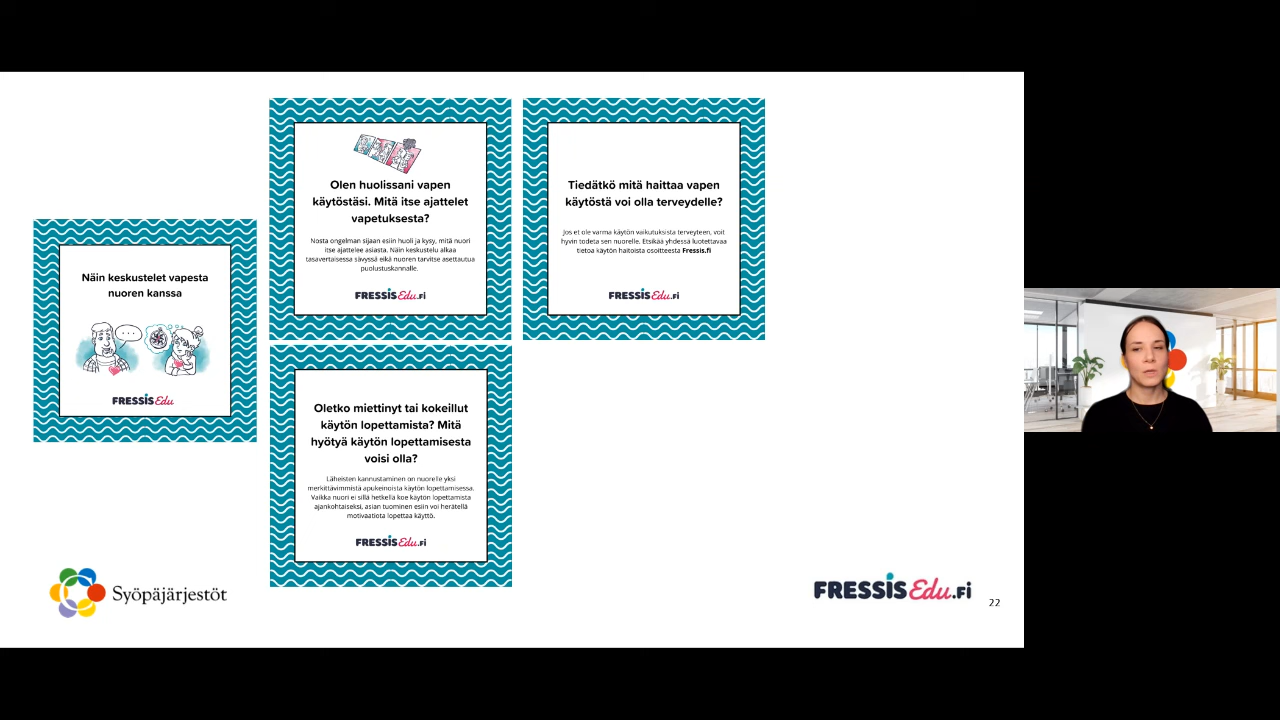 Näin keskustelet vapesta
nuoren kanssa
FRESSIS Edu
Olen huolissani vapen
käytöstäsi. Mitä itse ajattelet
vapetuksesta?
Nosta ongelman sijaan esiin huoli ja kysy, mitä nuori
itse ajattelee asiasta. Näin keskustelu alkaa
tasavertaisessa sävyssä eikä nuoren tarvitse asettautua
puolustuskannalle.
FRESSIS Edu.fi
Tiedätkö mitä haittaa vapen
käytöstä voi olla terveydelle?
Jos et ole varma käytön vaikutuksista terveyteen, voit
hyvin todeta sen nuorelle. Etsikää yhdessä luotettavaa
tietoa käytön haitoista osoitteesta Fressis.fi
FRESSIS Edu.fi
Oletko miettinyt tai kokeillut
käytön lopettamista? Mitä
hyötyä käytön lopettamisesta
voisi olla?
Läheisten kannustaminen on nuorelle yksi
merkittävimmistä apukeinoista käytön lopettamisessa.
Vaikka nuori ei sillä hetkellä koe käytön lopettamista
ajankohtaiseksi, asian tuominen esiin voi herätellä
motivaatiota lopettaa käyttö.
FRESSIS Edu.fi
Syöpäjärjestöt
FRESSIS Edu.fi
22